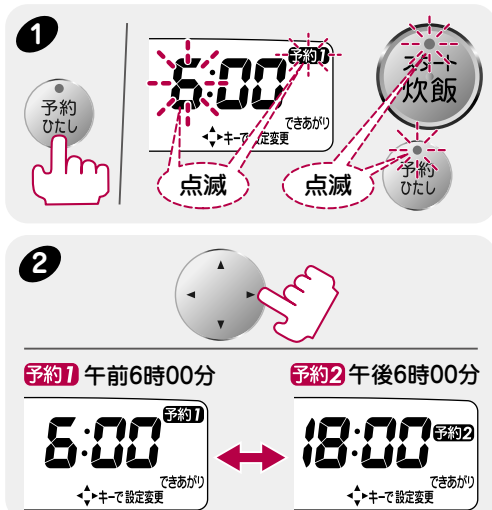 1
予約
ひたし
6:00
予約1
できあがり
キーで設定変更
点滅
点滅
スタート
炊飯
予約
ひたし
2
予約1 午前6時00分
予約2 午後6時00分
6:00
予約1
できあがり
キーで設定変更
18:00
予約2
できあがり
キーで設定変更